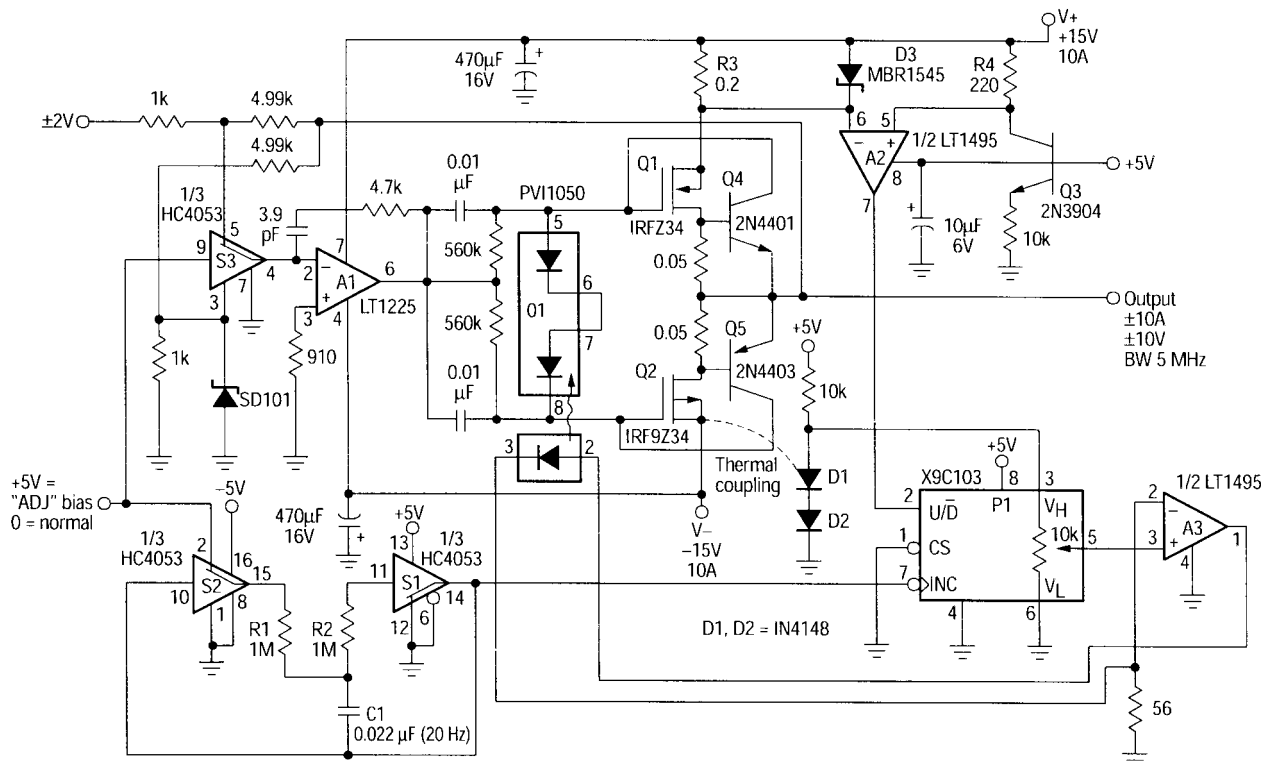 V+
+15V
10A
470µF
16V
+
R3
0.2
D3
MBR1545
R4
220
1k
4.99k
±2V
4.99k
6
5
−
+
A2
1/2 LT1495
8
7
+5V
1/3
HC4053
3.9
pF
4.7k
0.01
µF
PVI1050
Q1
IRFZ34
Q4
2N4401
Q3
2N3904
+
10µF
6V
10k
9
5
S3
4
7
3
7
2
−
A1
6
+
3
4
LT1225
560k
560k
5
6
01
7
8
0.05
0.05
Output
±10A
±10V
BW 5 MHz
1k
SD101
910
0.01
µF
Q5
2N4403
Q2
IRF9Z34
+5V
10k
3
2
Thermal
coupling
D1
D2
+5V =
"ADJ" bias
0 = normal
−5V
470µF
16V
+
+5V
V−
−15V
10A
X9C103
+5V
8
3
P1
VH
2
U/D
1
CS
7
INC
10k
5
VL
4
6
1/2 LT1495
2
−
A3
1
3
+
4
1/3
HC4053
2
16
15
S2
10
1
8
13
1/3
HC4053
11
S1
14
12
6
R1
1M
R2
1M
D1, D2 = IN4148
C1
0.022 µF (20 Hz)
56